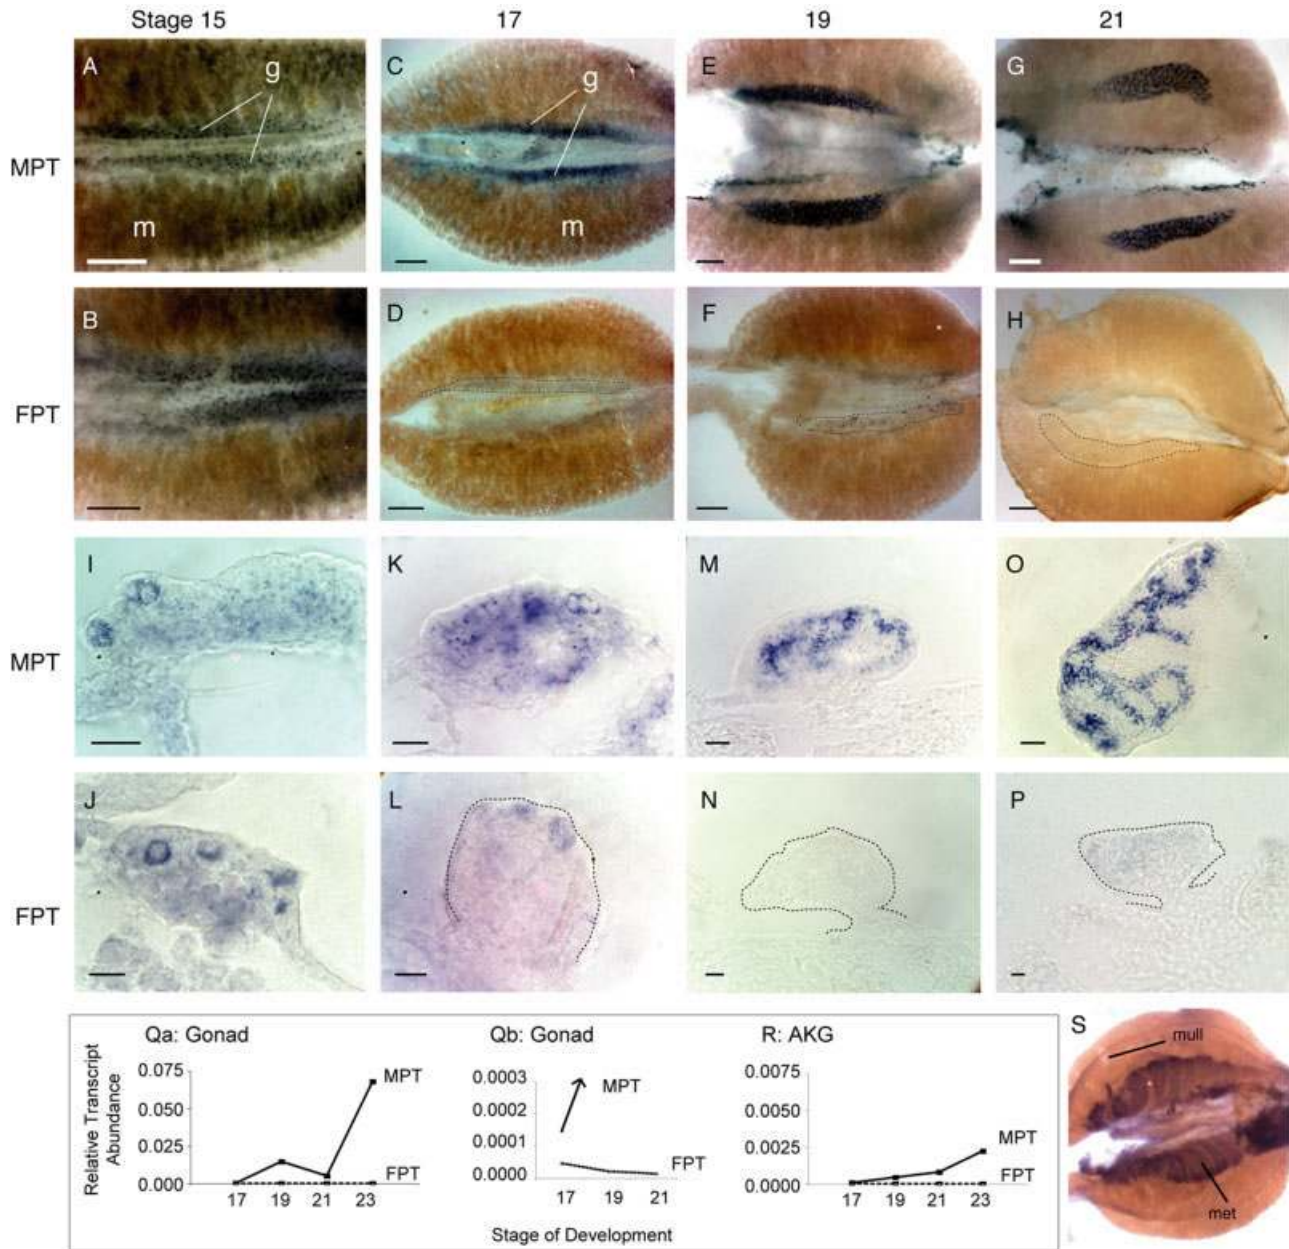 Stage 15 17 19 21
A g C g E G
MPT
m m
B D F H
FPT
I K M O
MPT
J L N P
FPT
Qa: Gonad Qb: Gonad R: AKG S
Relative Transcript
Abundance
0.075
0.050
0.025
0.000
MPT
FPT
17 19 21 23
0.0003
0.0002
0.0001
0.0000
MPT
FPT
17 19 21
0.0075
0.0050
0.0025
0.0000
MPT
FPT
17 19 21 23
Stage of Development
mull
met